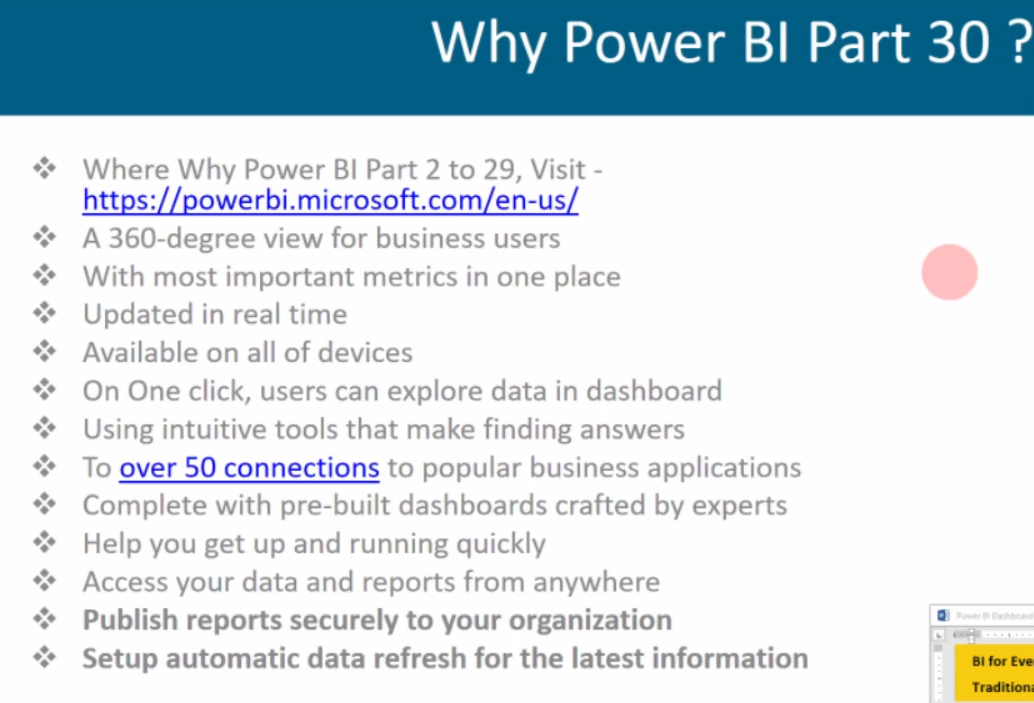 Why Power BI Part 30 ?
Where Why Power BI Part 2 to 29, Visit -
https://powerbi.microsoft.com/en-us/
A 360-degree view for business users
With most important metrics in one place
Updated in real time
Available on all of devices
On One click, users can explore data in dashboard
Using intuitive tools that make finding answers
To over 50 connections to popular business applications
Complete with pre-built dashboards crafted by experts
Help you get up and running quickly
Access your data and reports from anywhere
Publish reports securely to your organization
Setup automatic data refresh for the latest information
Power BI Dashboard
BI for Eve
Traditiona